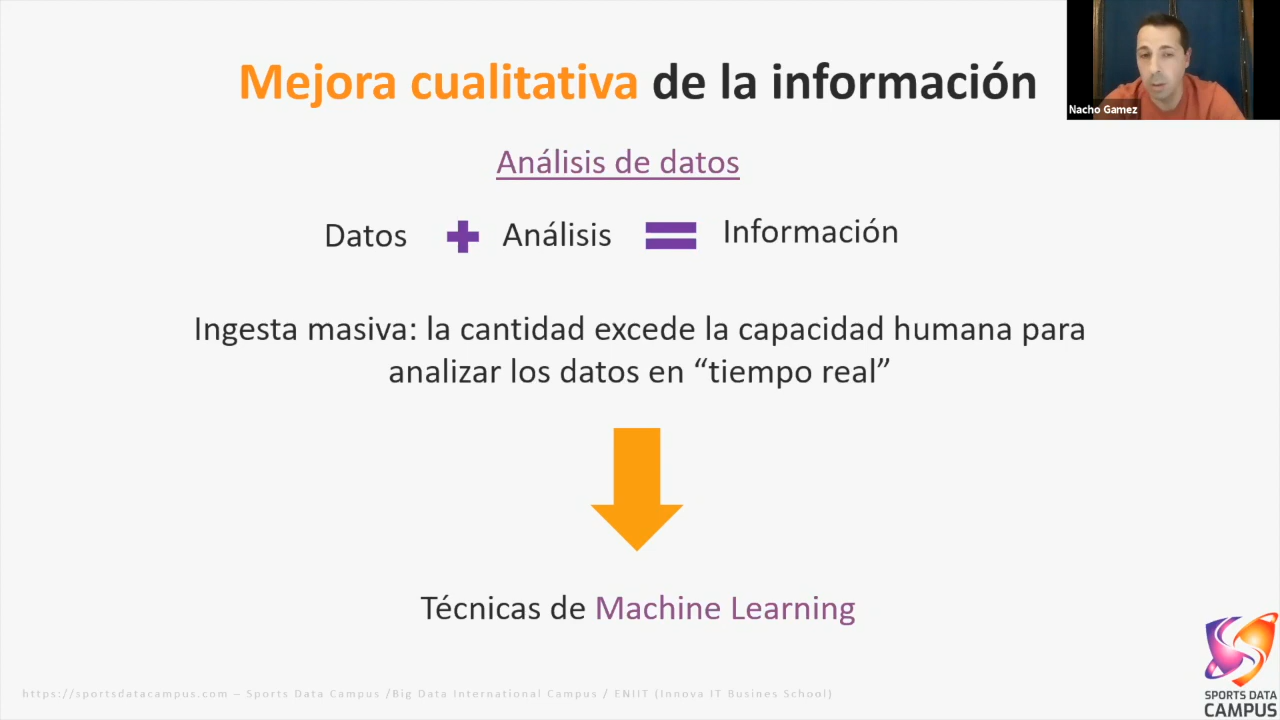 Mejora cualitativa de la información
Nacho Gamez
Análisis de datos
Datos + Análisis = Información
Ingesta masiva: la cantidad excede la capacidad humana para
analizar los datos en “tiempo real”
Técnicas de Machine Learning
https://sportsdatacampus.com – Sports Data Campus /Big Data International Campus / ENIIT (Innova IT Busines School)
SPORTS DATA
CAMPUS